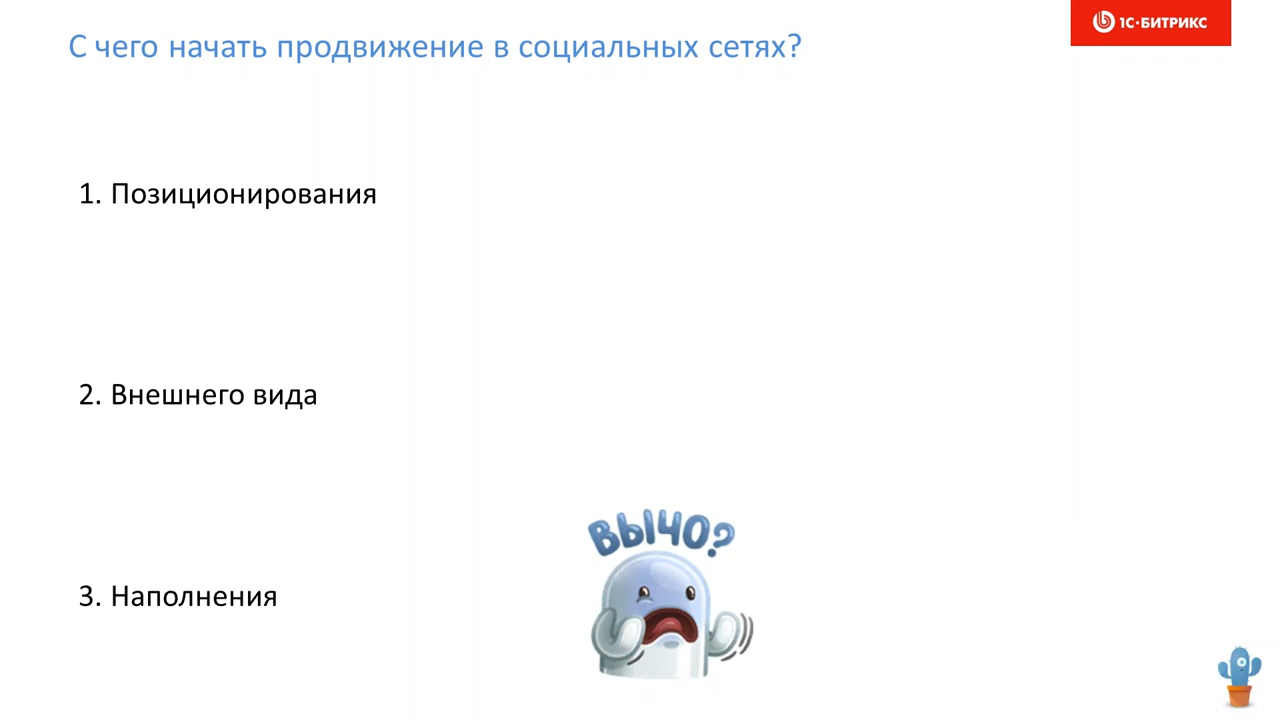 С чего начать продвижение в социальных сетях?
1С·БИТРИКС
1. Позиционирования
2. Внешнего вида
ВЫЧО?
3. Наполнения